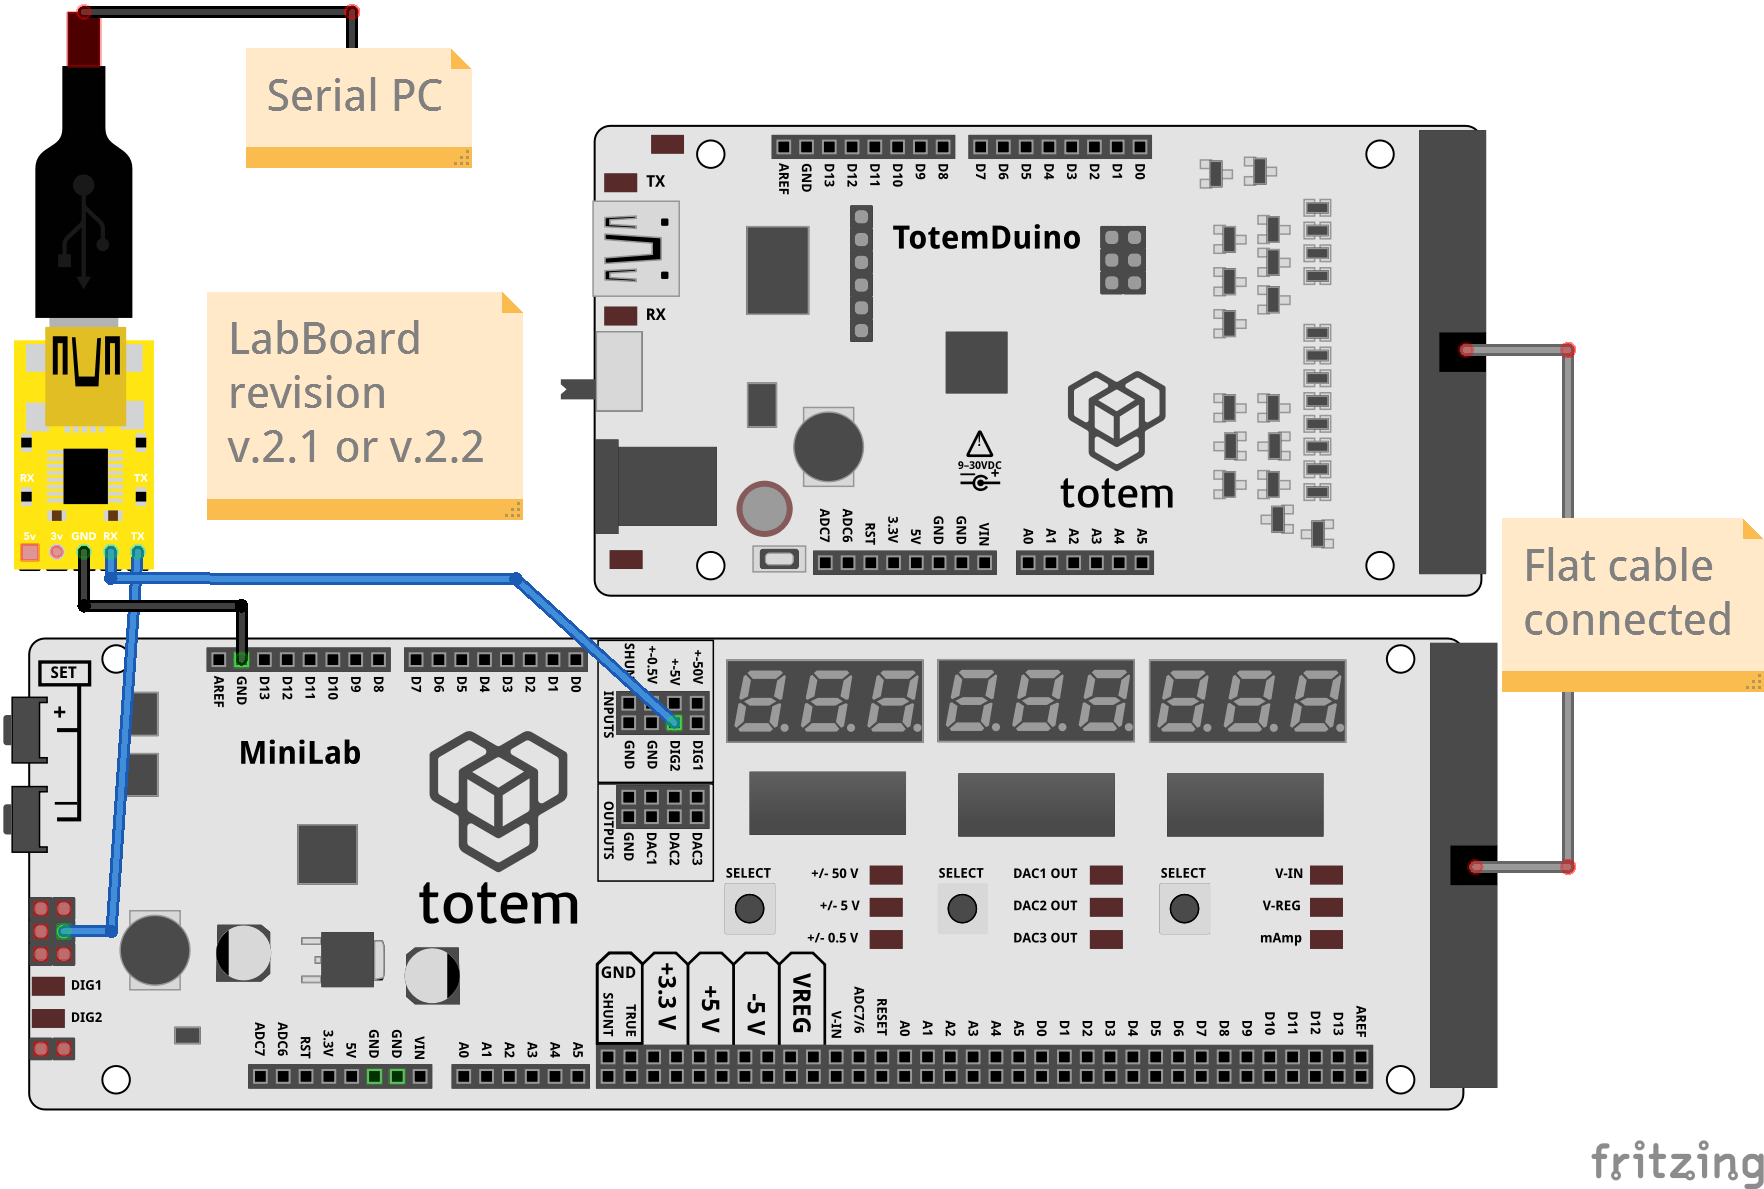 Serial PC
LabBoard
revision
v.2.1 or v.2.2
RX
TX
5v 3v GND RX TX
TX
RX
AREF GND D13 D12 D11 D10 D9 D8
D7 D6 D5 D4 D3 D2 D1 D0
TotemDuino
9-30VDC
totem
ADC7 ADC6 RST 3.3V 5V GND GND VIN
A0 A1 A2 A3 A4 A5
Flat cable
connected
SET
+
AREF GND D13 D12 D11 D10 D9 D8
D7 D6 D5 D4 D3 D2 D1 D0
MiniLab
totem
+-0.5V +-5V +-50V
INPUTS
GND GND DIG2 DIG1
OUTPUTS
GND DAC1 DAC2 DAC3
SELECT
+/- 50 V
+/- 5 V
+/- 0.5 V
SELECT
DAC1 OUT
DAC2 OUT
DAC3 OUT
SELECT
V-IN
V-REG
mAmp
DIG1
DIG2
ADC7 ADC6 RST 3.3V 5V GND GND VIN
A0 A1 A2 A3 A4 A5
GND
SHUNT TRUE
+3.3 V
+5 V
-5 V
VREG
V-IN ADC7/6 RESET A0 A1 A2 A3 A4 A5 D0 D1 D2 D3 D4 D5 D6 D7 D8 D9 D10 D11 D12 D13 AREF
fritzing